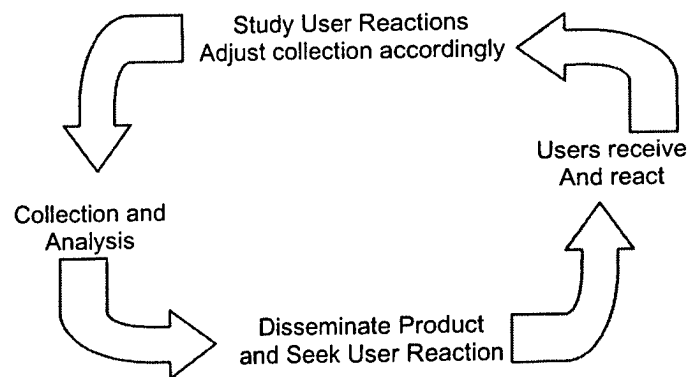 Study User Reactions
Adjust collection accordingly
Users receive
And react
Collection and
Analysis
Disseminate Product
and Seek User Reaction